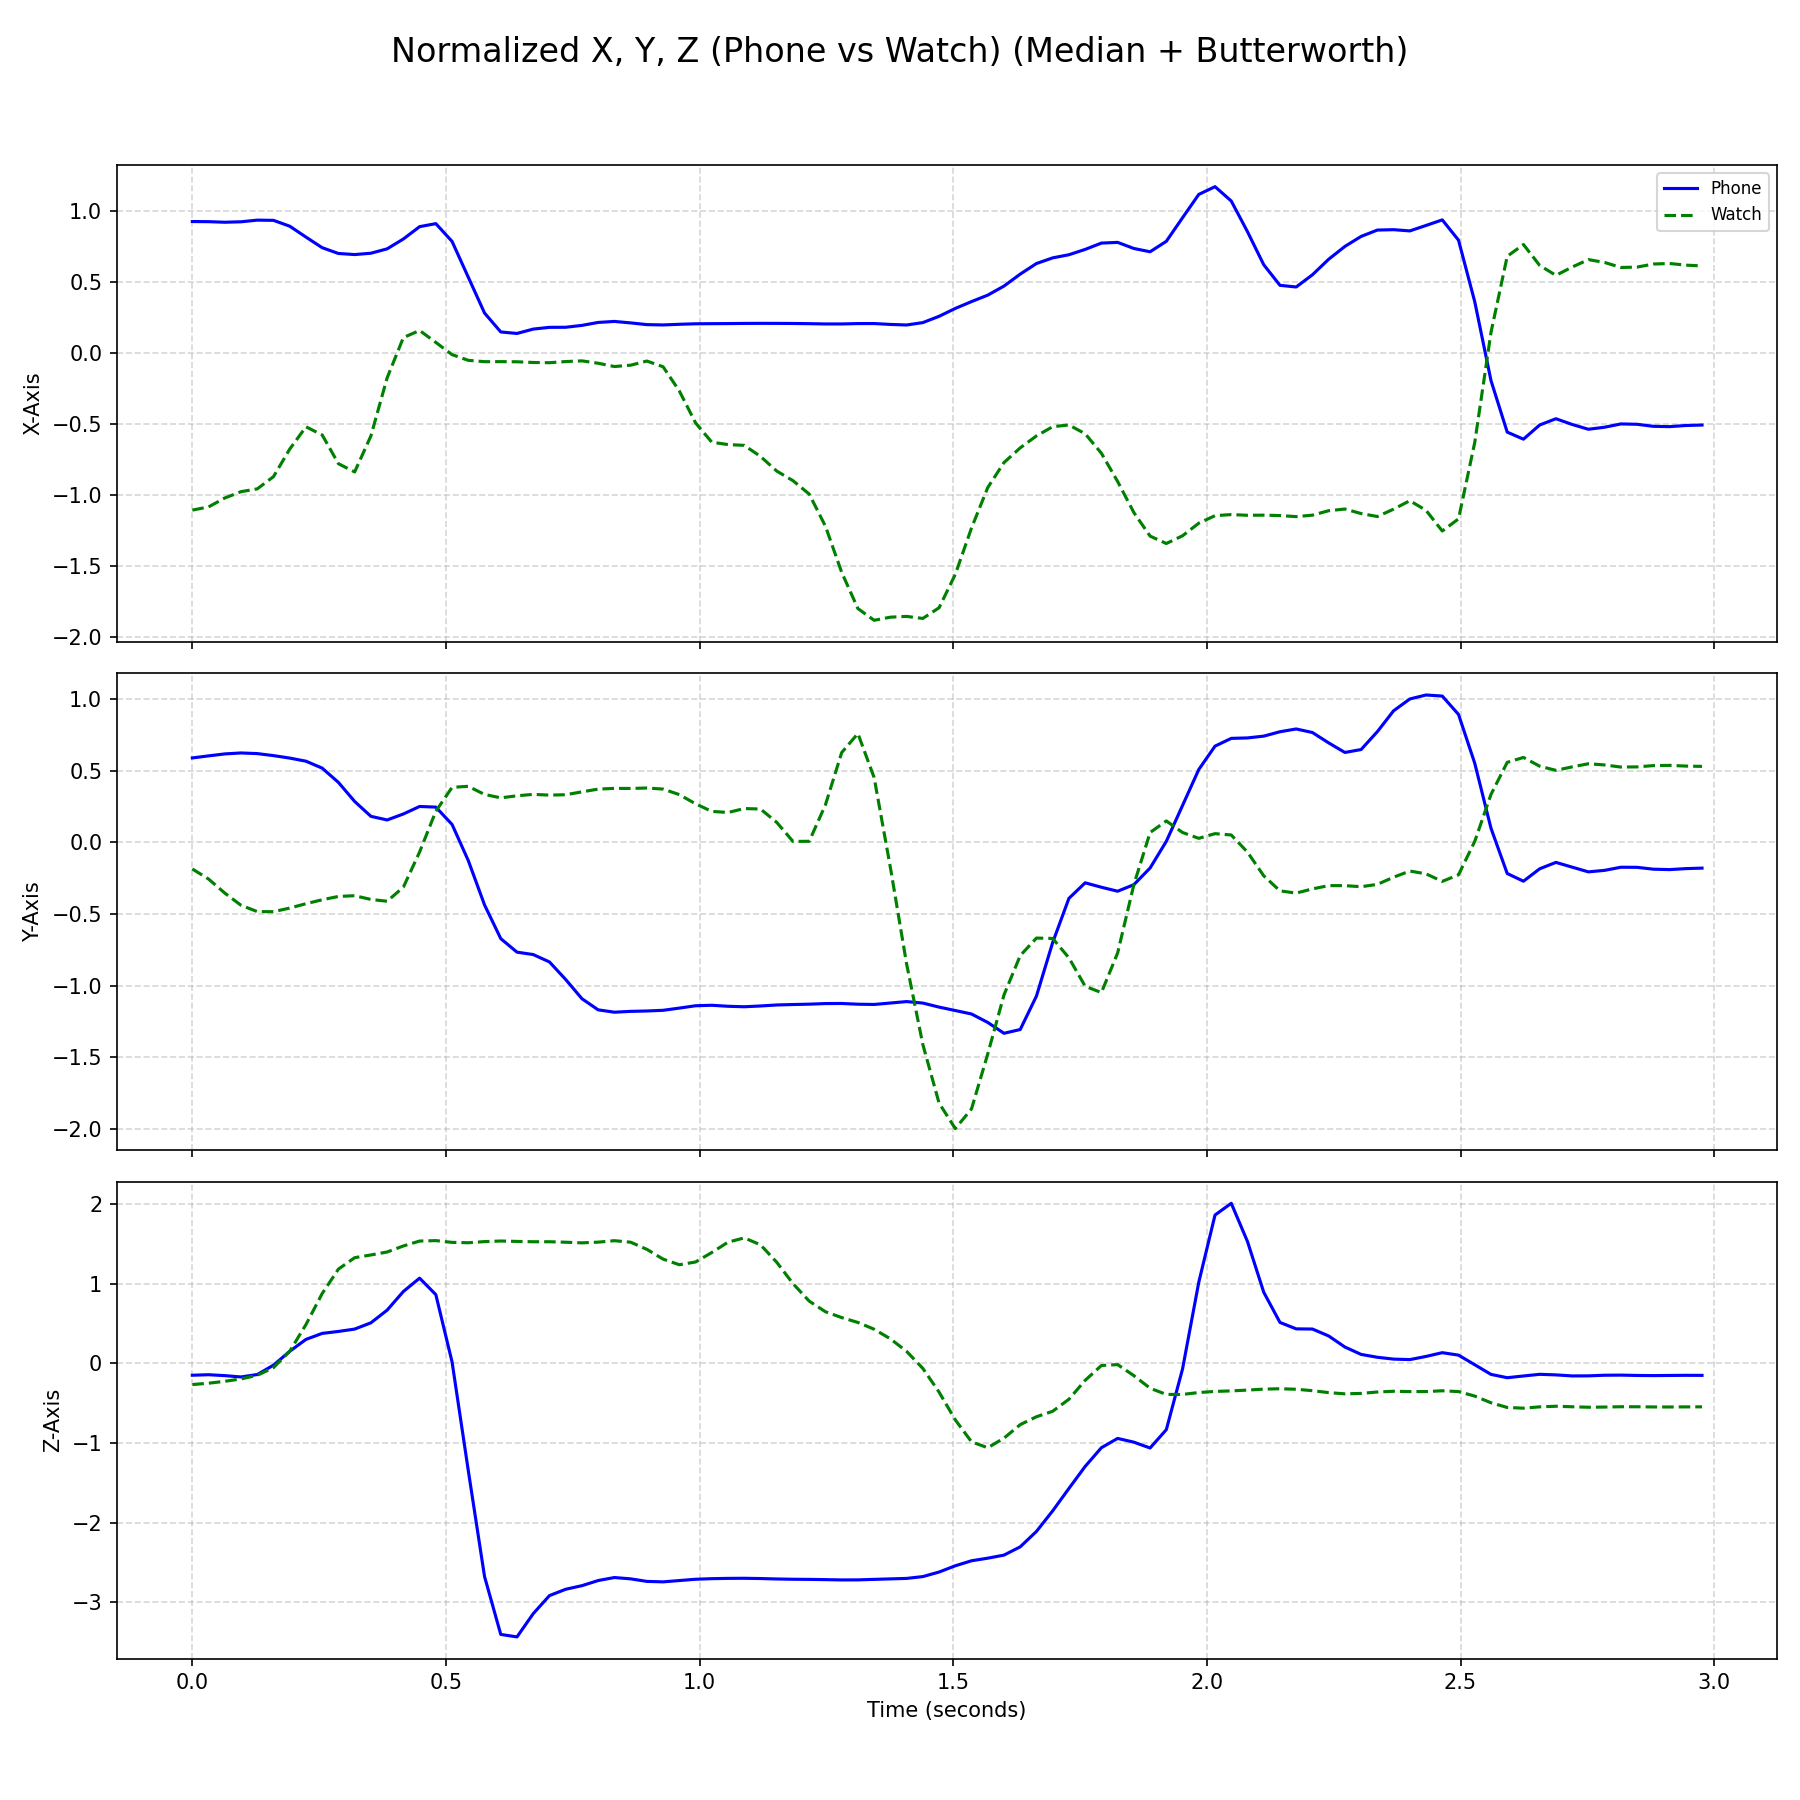 Normalized X, Y, Z (Phone vs Watch) (Median + Butterworth)
Phone
Watch
1.0
0.5
0.0
−0.5
−1.0
−1.5
−2.0
X-Axis
1.0
0.5
0.0
−0.5
−1.0
−1.5
−2.0
Y-Axis
2
1
0
−1
−2
−3
Z-Axis
0.0 0.5 1.0 1.5 2.0 2.5 3.0
Time (seconds)